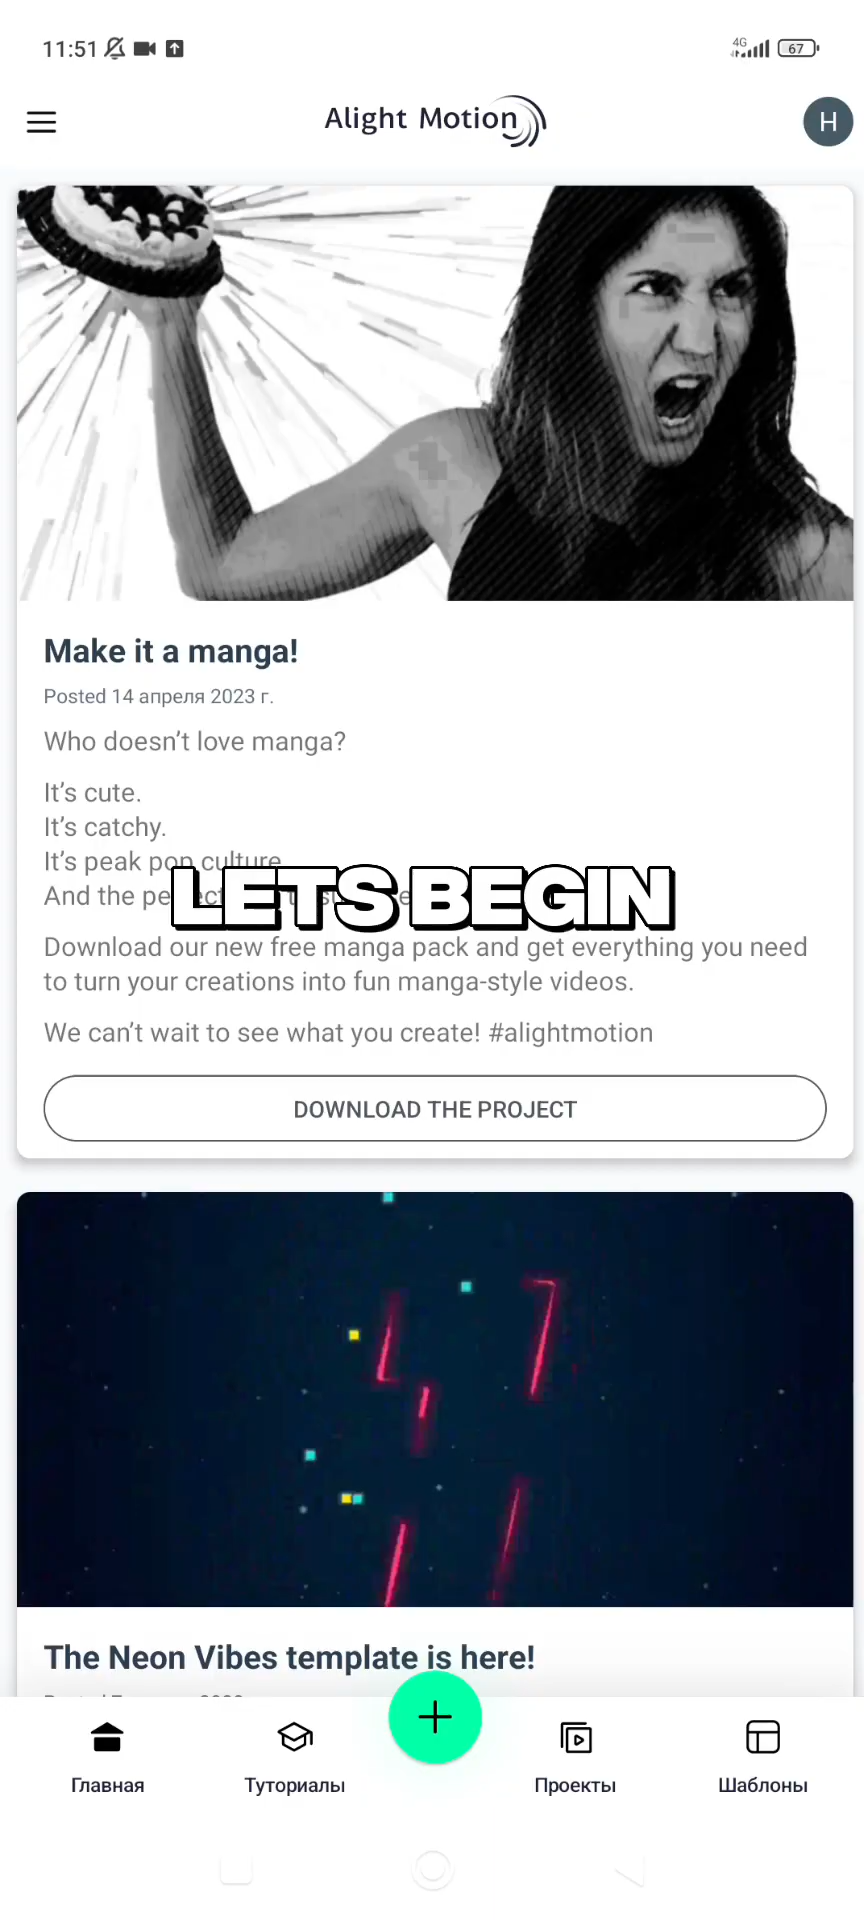 11:51
4G
67
Alight Motion
H
Make it a manga!
Posted 14 апреля 2023 г.
Who doesn’t love manga?
It’s cute.
It’s catchy.
It’s peak pop culture
And the
LETS BEGIN
Download our new free manga pack and get everything you need
to turn your creations into fun manga-style videos.
We can’t wait to see what you create! #alightmotion
DOWNLOAD THE PROJECT
The Neon Vibes template is here!
Главная
Туториалы
Проекты
Шаблоны